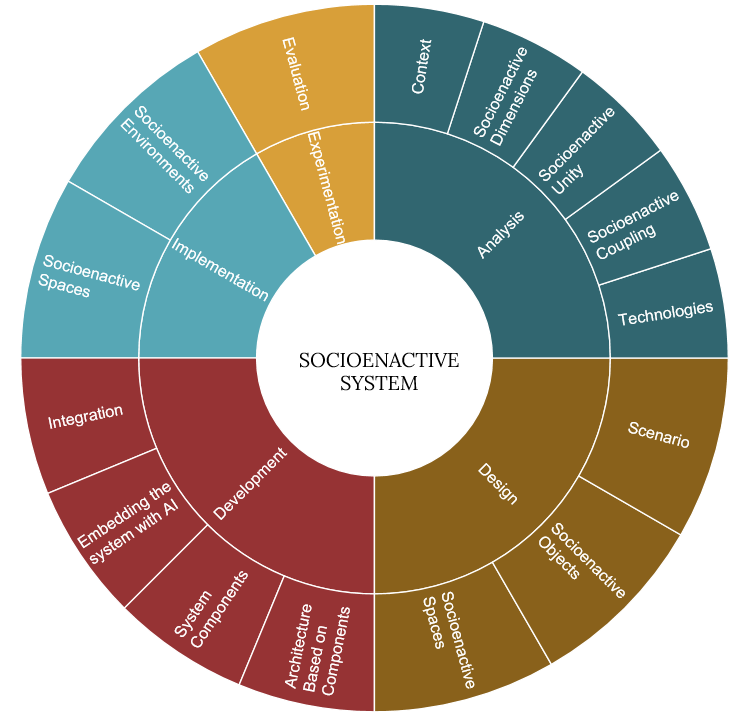 SOCIOENACTIVE
SYSTEM
Analysis
Context
Socioenactive
Dimensions
Socioenactive
Unity
Socioenactive
Coupling
Technologies
Design
Scenario
Socioenactive
Objects
Socioenactive
Spaces
Development
Architecture
Based on
Components
System
Components
Embedding the
system with AI
Integration
Implementation
Socioenactive
Spaces
Socioenactive
Environments
Experimentation
Evaluation